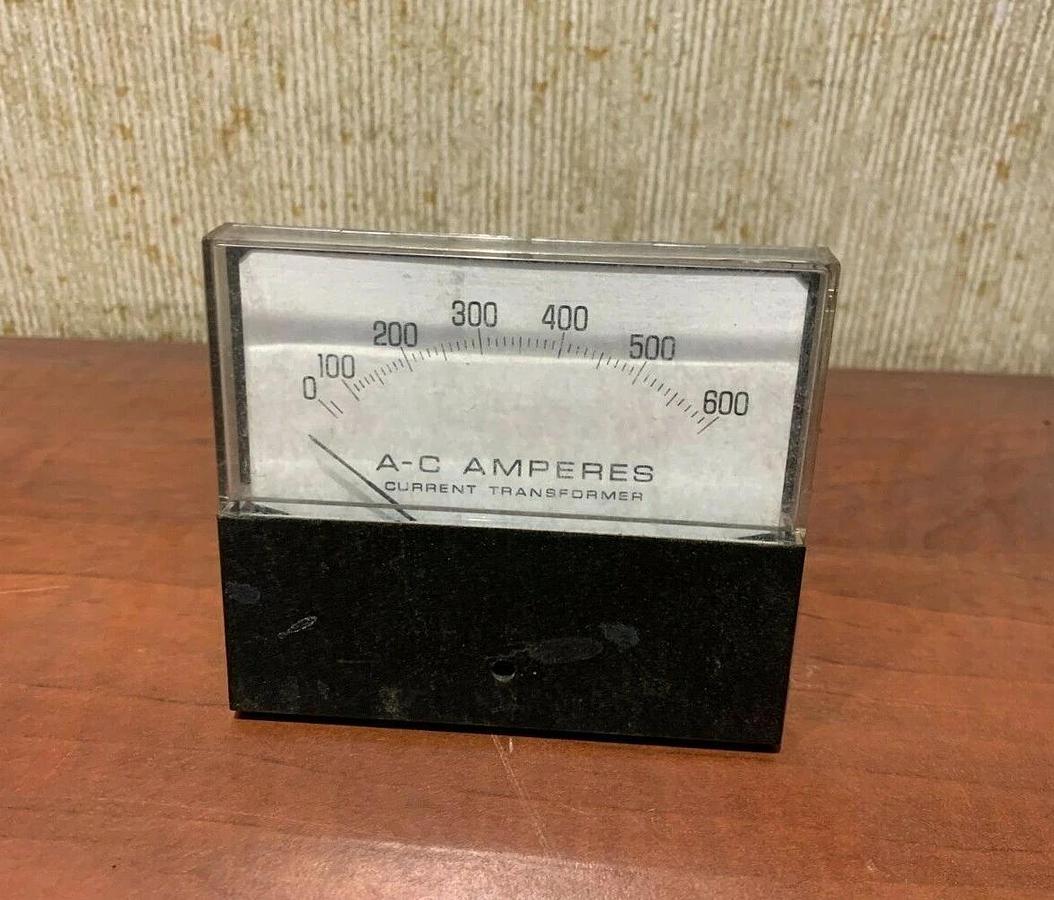 0 100 200 300 400 500 600
A-C AMPERES
CURRENT TRANSFORMER